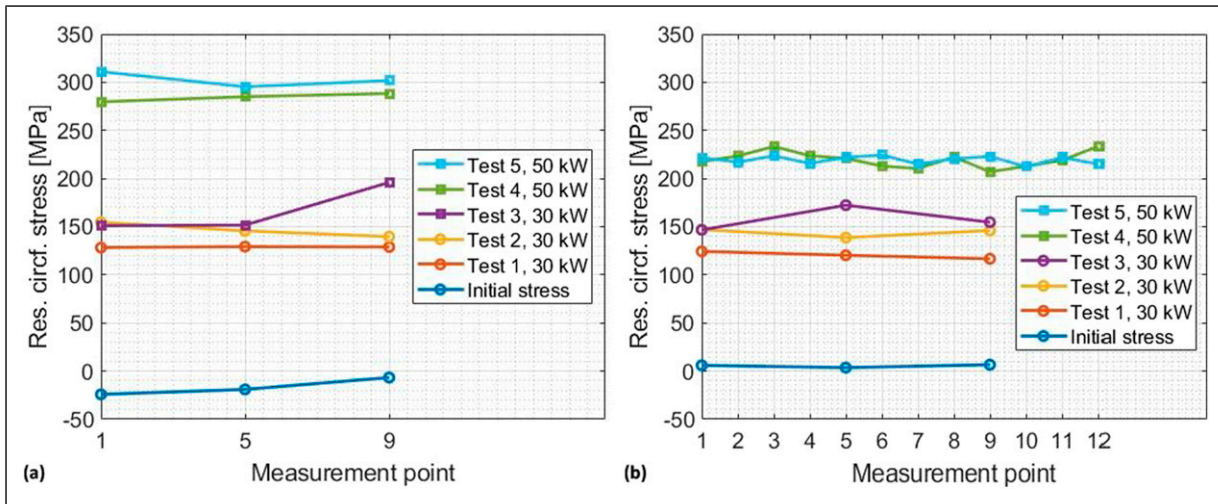 350
300
250
200
150
100
50
0
-50
Res. circf. stress [MPa]
Test 5, 50 kW
Test 4, 50 kW
Test 3, 30 kW
Test 2, 30 kW
Test 1, 30 kW
Initial stress
1 5 9
(a)
Measurement point
350
300
250
200
150
100
50
0
-50
Res. circf. stress [MPa]
Test 5, 50 kW
Test 4, 50 kW
Test 3, 30 kW
Test 2, 30 kW
Test 1, 30 kW
Initial stress
1 2 3 4 5 6 7 8 9 10 11 12
(b)
Measurement point